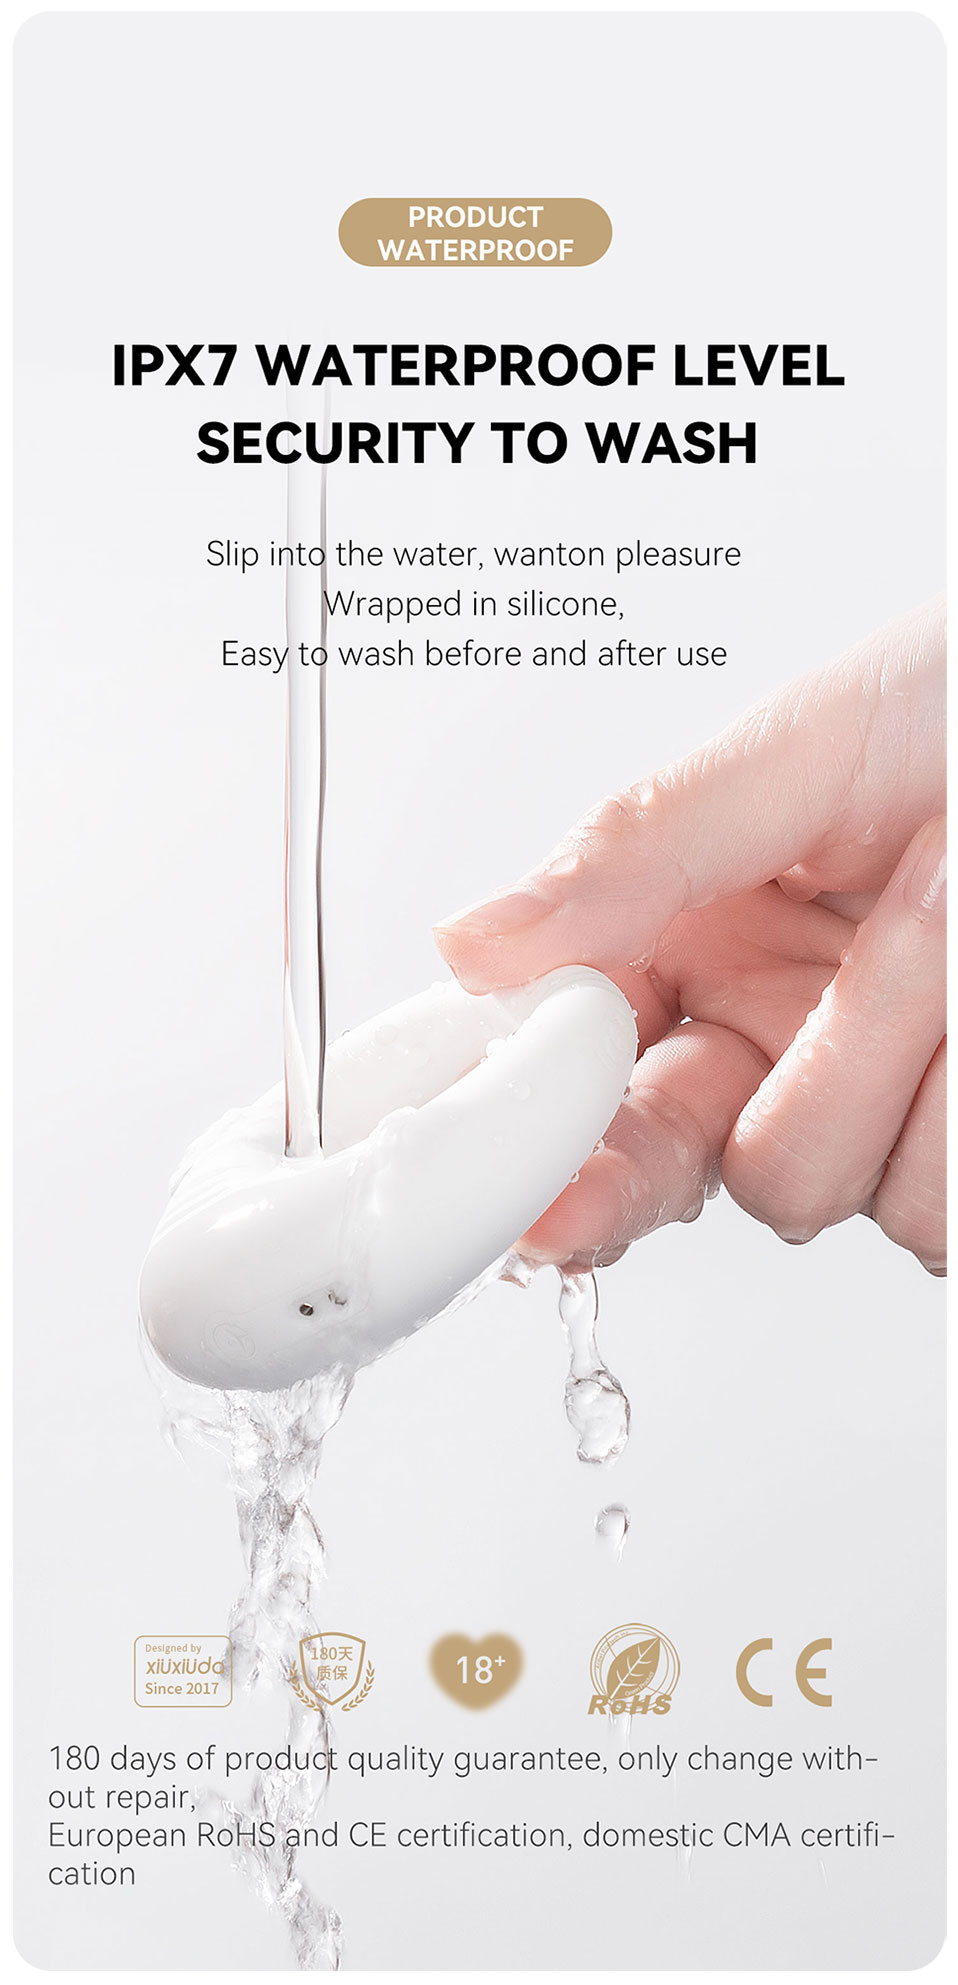 PRODUCT
WATERPROOF
IPX7 WATERPROOF LEVEL
SECURITY TO WASH
Slip into the water, wanton pleasure
Wrapped in silicone,
Easy to wash before and after use
Designed by
xiUxiUda
Since 2017
180天
质保
18+
RoHS
CE
180 days of product quality guarantee, only change with-
out repair,
European RoHS and CE certification, domestic CMA certifi-
cation